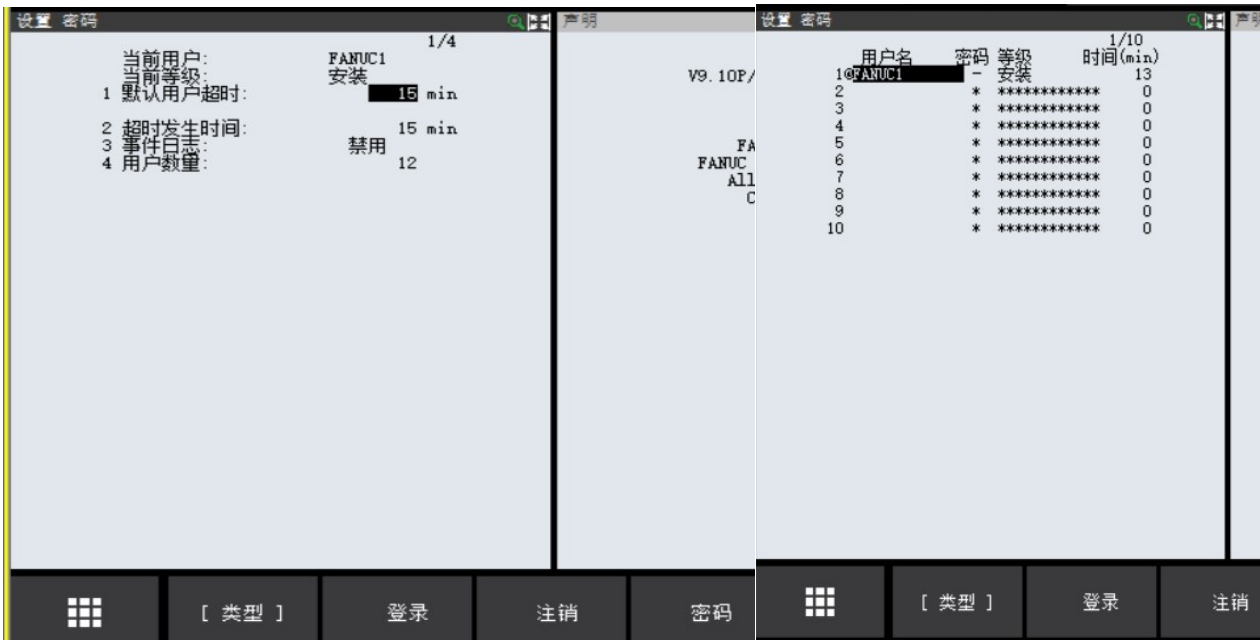 设置 密码
声明
1/4
当前用户: FANUC1
当前等级: 安装
1 默认用户超时: 15 min
2 超时发生时间: 15 min
3 事件日志: 禁用
4 用户数量: 12
V9.10P/
FA
FANUC
All
C
[ 类型 ] 登录 注销 密码
设置 密码
声明
1/10
用户名 密码 等级 时间(min)
1@FANUC1 - 安装 13
2 * ************ 0
3 * ************ 0
4 * ************ 0
5 * ************ 0
6 * ************ 0
7 * ************ 0
8 * ************ 0
9 * ************ 0
10 * ************ 0
[ 类型 ] 登录 注销